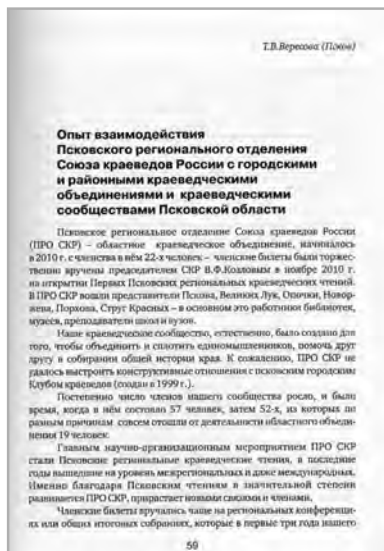 Т.В.Вересова (Псков)
Опыт взаимодействия
Псковского регионального отделения
Союза краеведов России с городскими
и районными краеведческими
объединениями и краеведческими
сообществами Псковской области
Псковское региональное отделение Союза краеведов России
(ПРО СКР) – областное краеведческое объединение, начиналось
в 2010 г. с членства в нём 22-х человек – членские билеты были торже-
ственно вручены председателем СКР В.Ф.Козловым в ноябре 2010 г.
на открытии Первых Псковских региональных краеведческих чтений.
В ПРО СКР вошли представители Пскова, Великих Лук, Опочки, Новор-
жева, Порхова, Струг Красных – в основном это работники библиотек,
музеев, преподаватели школ и вузов.
Наше краеведческое сообщество, естественно, было создано для
того, чтобы объединить и сплотить единомышленников, помочь друг
другу в собирании общей истории края. К сожалению, ПРО СКР не
удалось выстроить конструктивные отношения с псковским городским
Клубом краеведов (создан в 1999 г.).
Постепенно число членов нашего сообщества росло, и были
время, когда в нём состояло 57 человек, затем 52-х, из которых по
разным причинам совсем отошли от деятельности областного объеди-
нения 19 человек.
Главным научно-организационным мероприятием ПРО СКР
стали Псковские региональные краеведческие чтения, в последние
годы вышедшие на уровень межрегиональных и даже международных.
Именно благодаря Псковским чтениям в значительной степени
развивается ПРО СКР, прирастает новыми связями и членами.
Членские билеты вручались чаще на региональных конференци-
ях или общих итоговых собраниях, которые в первые три года нашего
59